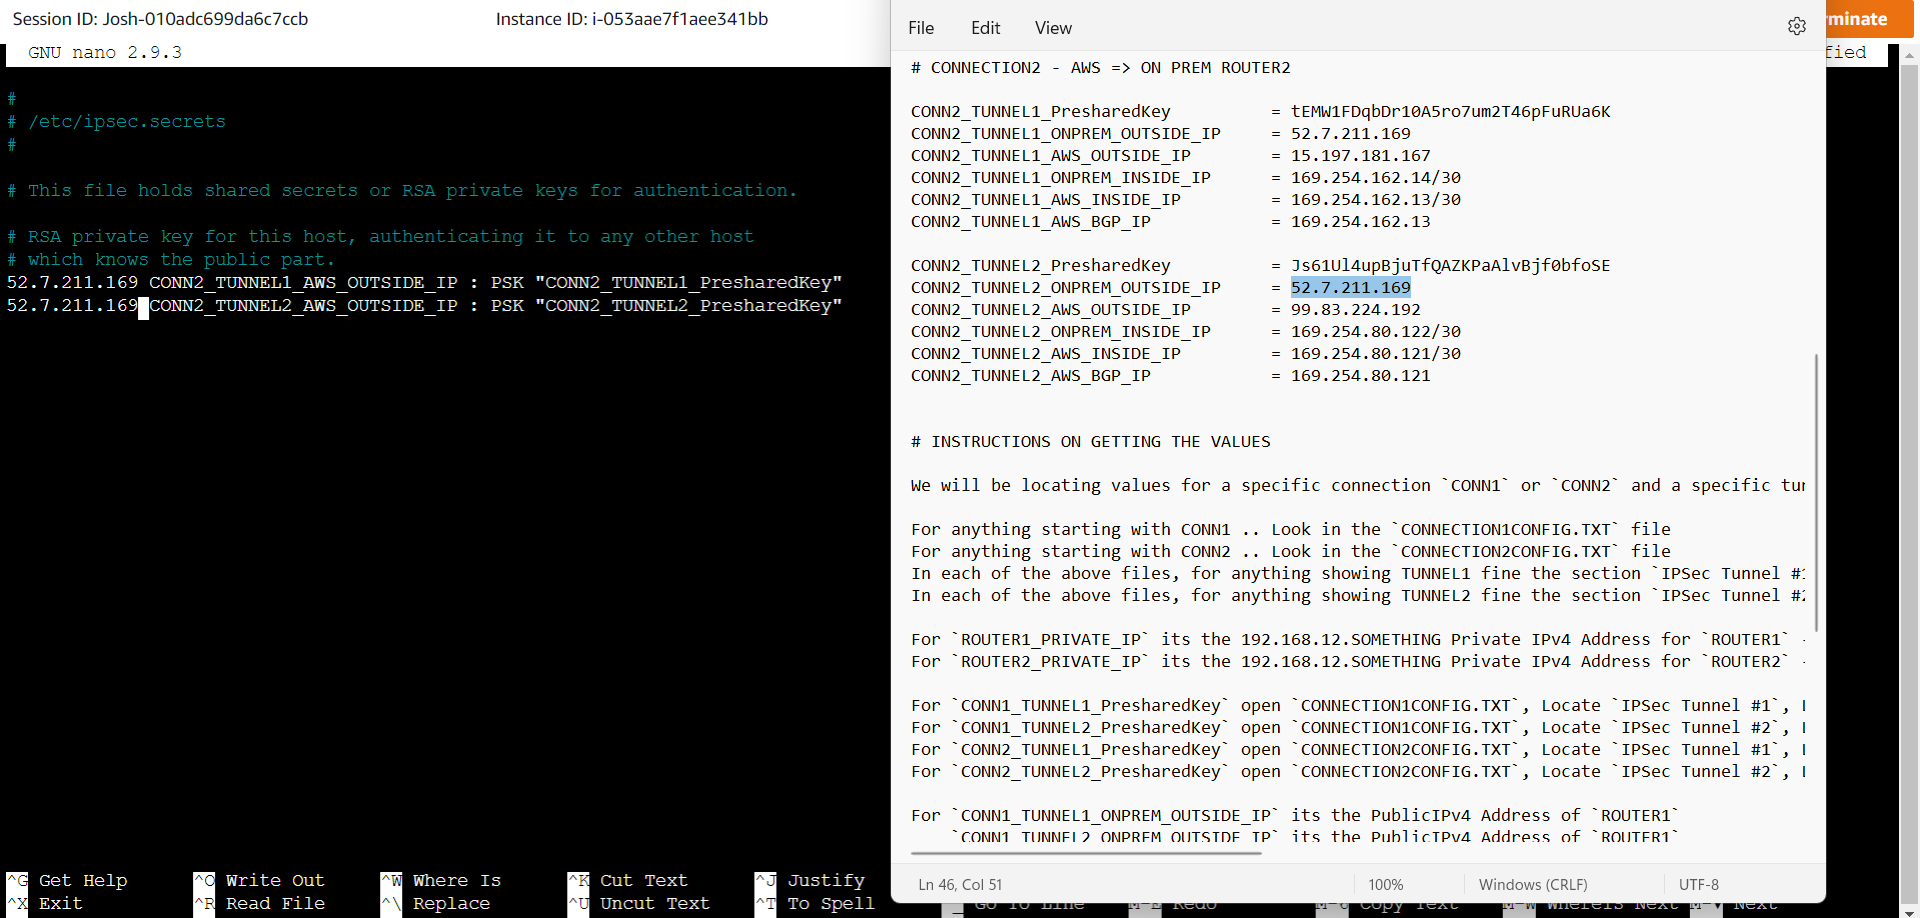 Session ID: Josh-010adc699da6c7ccb
Instance ID: i-053aae7f1aee341bb
GNU nano 2.9.3
#
# /etc/ipsec.secrets
#
# This file holds shared secrets or RSA private keys for authentication.
# RSA private key for this host, authenticating it to any other host
# which knows the public part.
52.7.211.169 CONN2_TUNNEL1_AWS_OUTSIDE_IP : PSK "CONN2_TUNNEL1_PresharedKey"
52.7.211.169 CONN2_TUNNEL2_AWS_OUTSIDE_IP : PSK "CONN2_TUNNEL2_PresharedKey"
^G Get Help ^O Write Out ^W Where Is ^K Cut Text ^J Justify
^X Exit ^R Read File ^\ Replace ^U Uncut Text ^T To Spell
File Edit View
rminate
fied
# CONNECTION2 - AWS => ON PREM ROUTER2
CONN2_TUNNEL1_PresharedKey = tEMW1FDqbDr10A5ro7um2T46pFuRUa6K
CONN2_TUNNEL1_ONPREM_OUTSIDE_IP = 52.7.211.169
CONN2_TUNNEL1_AWS_OUTSIDE_IP = 15.197.181.167
CONN2_TUNNEL1_ONPREM_INSIDE_IP = 169.254.162.14/30
CONN2_TUNNEL1_AWS_INSIDE_IP = 169.254.162.13/30
CONN2_TUNNEL1_AWS_BGP_IP = 169.254.162.13
CONN2_TUNNEL2_PresharedKey = Js61Ul4upBjuTfQAZKPaAlvBjf0bfoSE
CONN2_TUNNEL2_ONPREM_OUTSIDE_IP = 52.7.211.169
CONN2_TUNNEL2_AWS_OUTSIDE_IP = 99.83.224.192
CONN2_TUNNEL2_ONPREM_INSIDE_IP = 169.254.80.122/30
CONN2_TUNNEL2_AWS_INSIDE_IP = 169.254.80.121/30
CONN2_TUNNEL2_AWS_BGP_IP = 169.254.80.121
# INSTRUCTIONS ON GETTING THE VALUES
We will be locating values for a specific connection `CONN1` or `CONN2` and a specific tun
For anything starting with CONN1 .. Look in the `CONNECTION1CONFIG.TXT` file
For anything starting with CONN2 .. Look in the `CONNECTION2CONFIG.TXT` file
In each of the above files, for anything showing TUNNEL1 fine the section `IPSec Tunnel #1
In each of the above files, for anything showing TUNNEL2 fine the section `IPSec Tunnel #2
For `ROUTER1_PRIVATE_IP` its the 192.168.12.SOMETHING Private IPv4 Address for `ROUTER1` -
For `ROUTER2_PRIVATE_IP` its the 192.168.12.SOMETHING Private IPv4 Address for `ROUTER2` -
For `CONN1_TUNNEL1_PresharedKey` open `CONNECTION1CONFIG.TXT`, Locate `IPSec Tunnel #1`,
For `CONN1_TUNNEL2_PresharedKey` open `CONNECTION1CONFIG.TXT`, Locate `IPSec Tunnel #2`,
For `CONN2_TUNNEL1_PresharedKey` open `CONNECTION2CONFIG.TXT`, Locate `IPSec Tunnel #1`,
For `CONN2_TUNNEL2_PresharedKey` open `CONNECTION2CONFIG.TXT`, Locate `IPSec Tunnel #2`,
For `CONN1_TUNNEL1_ONPREM_OUTSIDE_IP` its the PublicIPv4 Address of `ROUTER1`
`CONN1_TUNNEL2_ONPREM_OUTSIDE_IP` its the PublicIPv4 Address of `ROUTER1`
Ln 46, Col 51 100% Windows (CRLF) UTF-8
Go To Line M-E Redo M-6 Copy Text M-W WhereIs Next Next